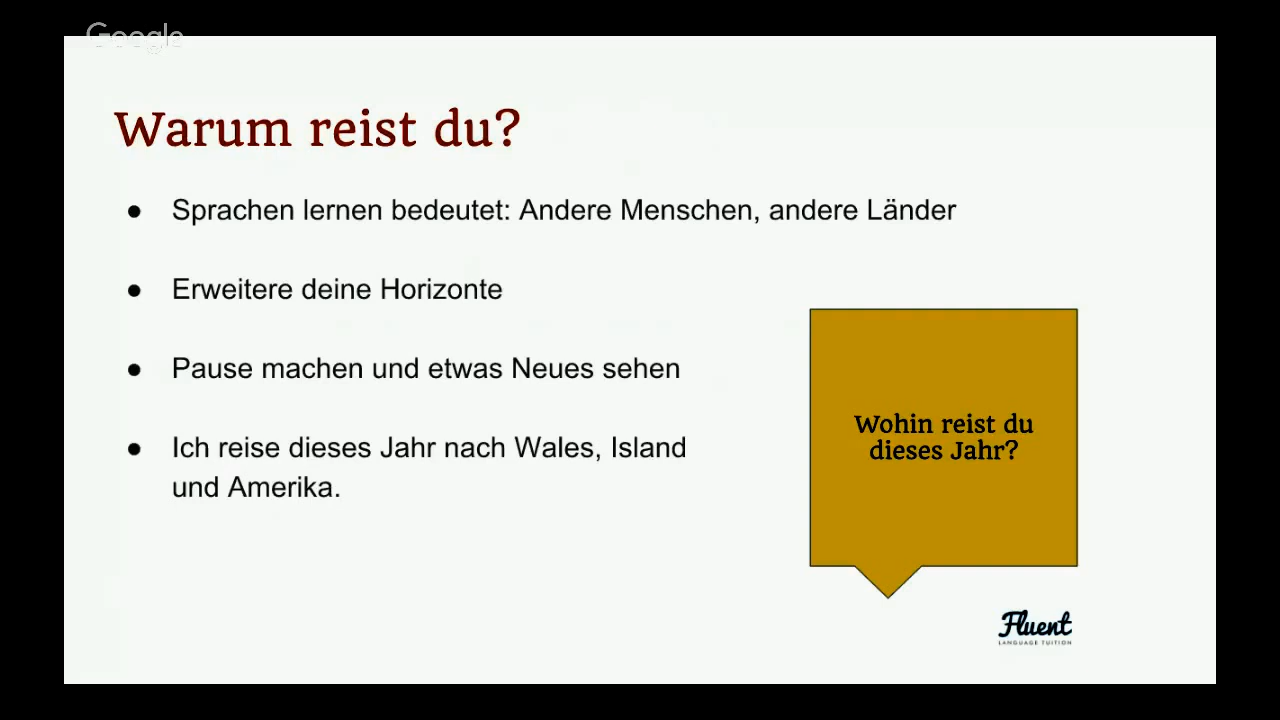 Google
Warum reist du?
● Sprachen lernen bedeutet: Andere Menschen, andere Länder
● Erweitere deine Horizonte
● Pause machen und etwas Neues sehen
● Ich reise dieses Jahr nach Wales, Island
und Amerika.
Wohin reist du
dieses Jahr?
Fluent
LANGUAGE TUITION